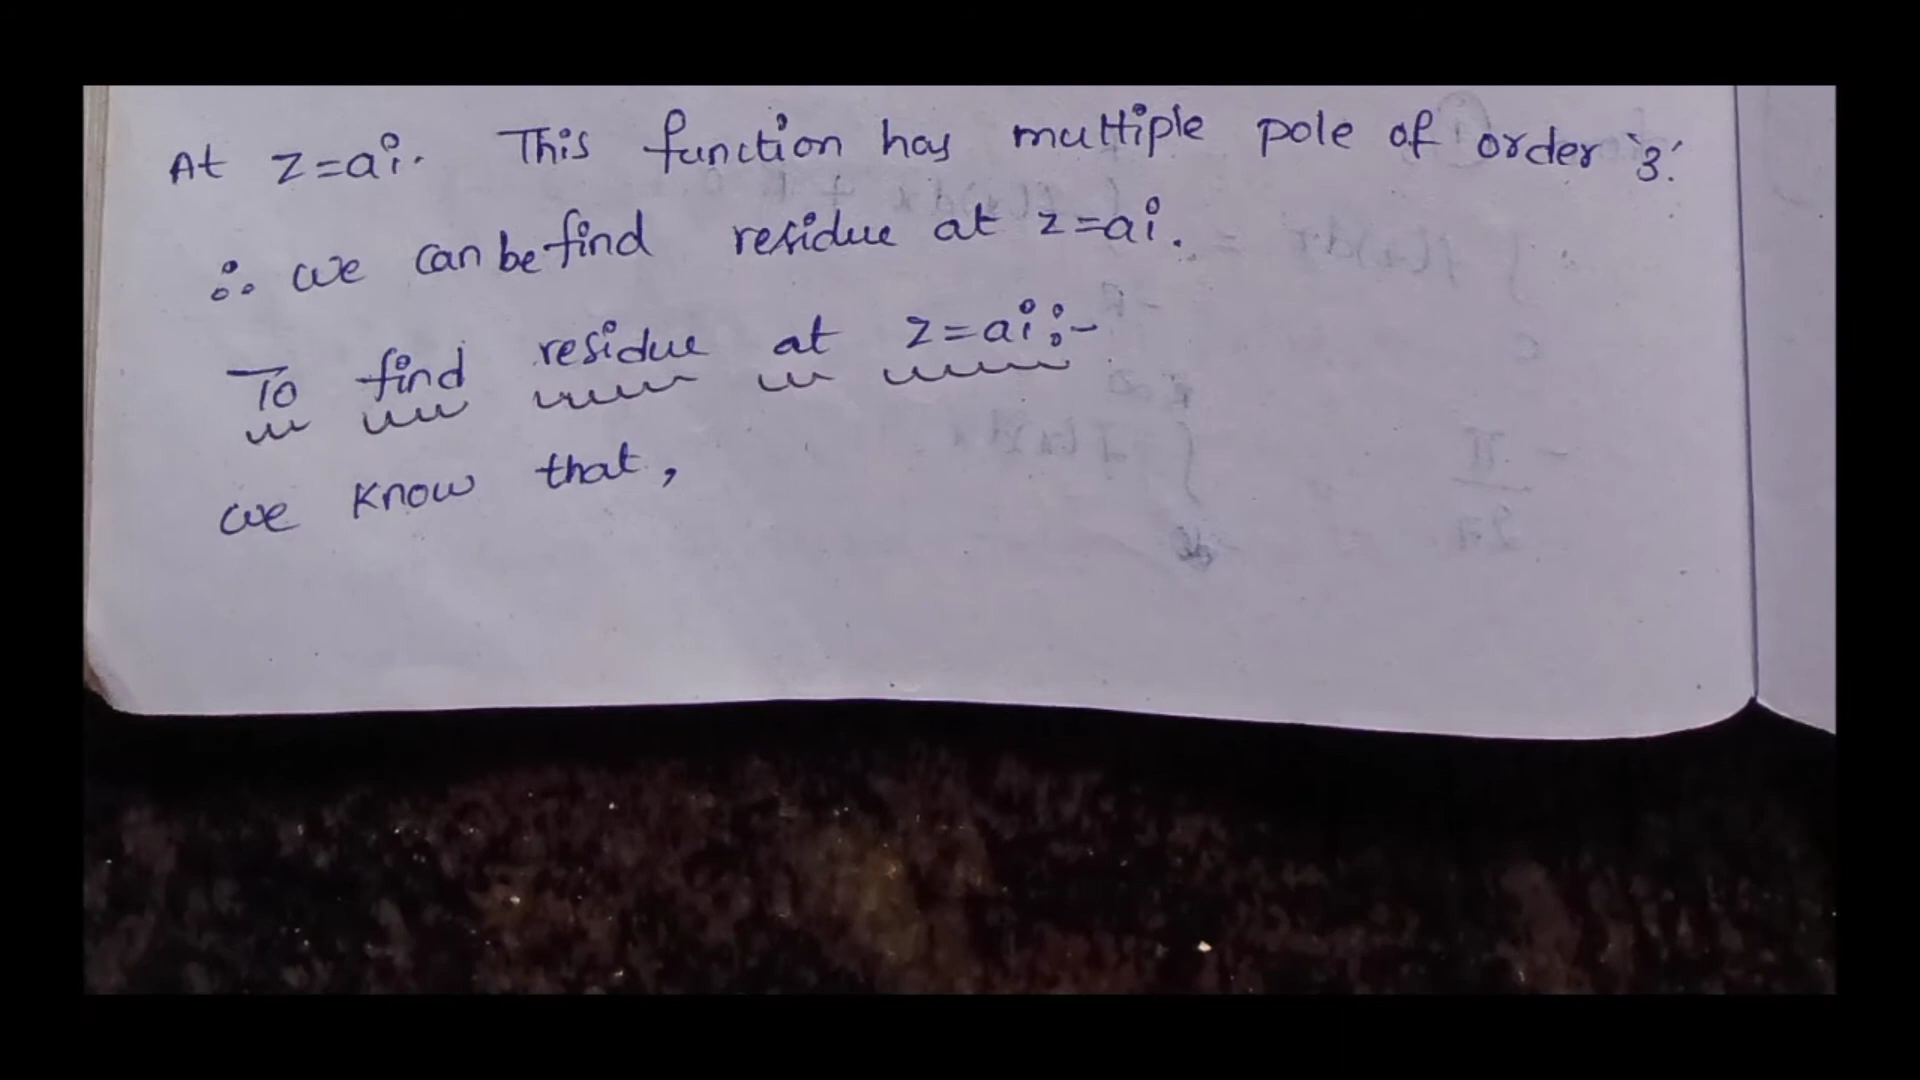 At z=ai. This function has multiple pole of order '3'.
∴ we can be find residue at z=ai.
To find residue at z=ai:-
we know that,